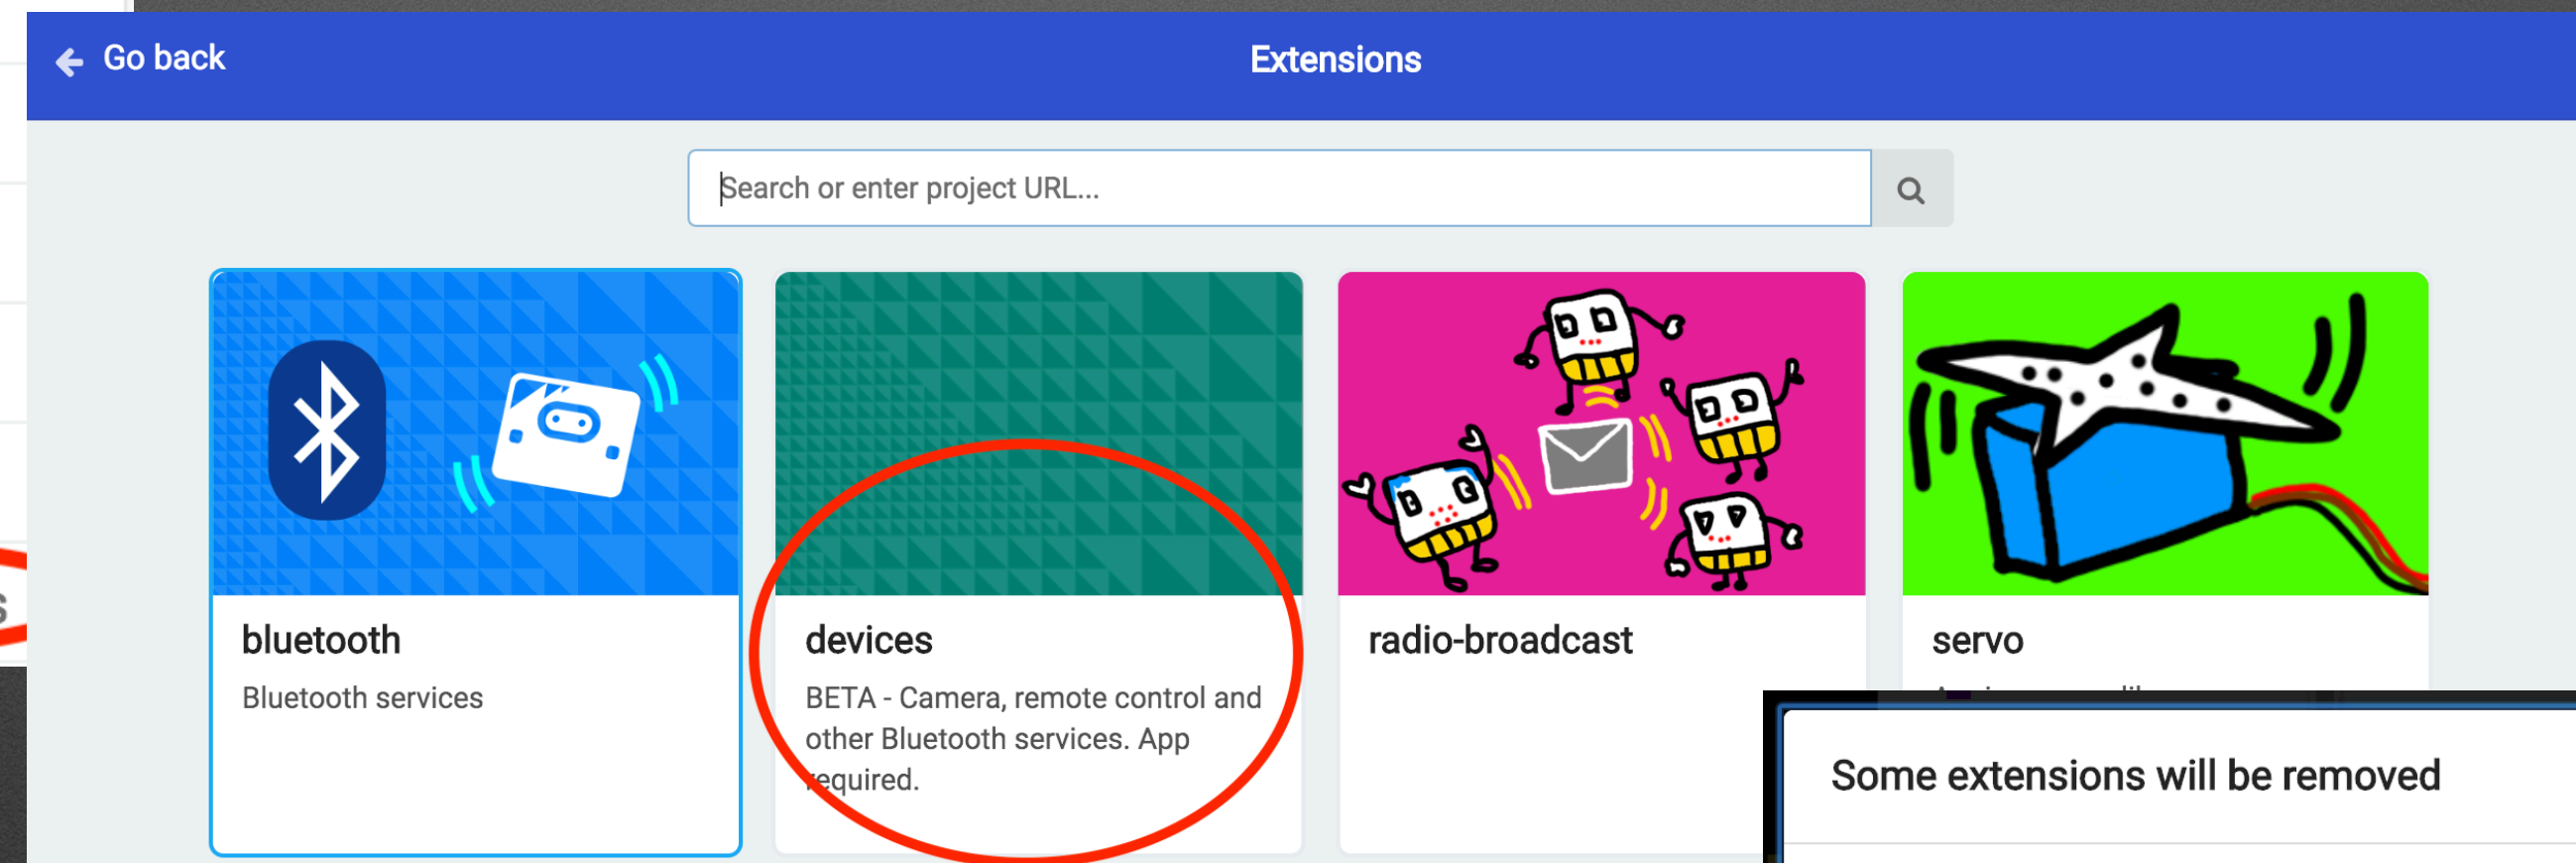 Go back
Extensions
Search or enter project URL...
bluetooth
Bluetooth services
devices
BETA - Camera, remote control and
other Bluetooth services. App
required.
radio-broadcast
servo
Some extensions will be removed